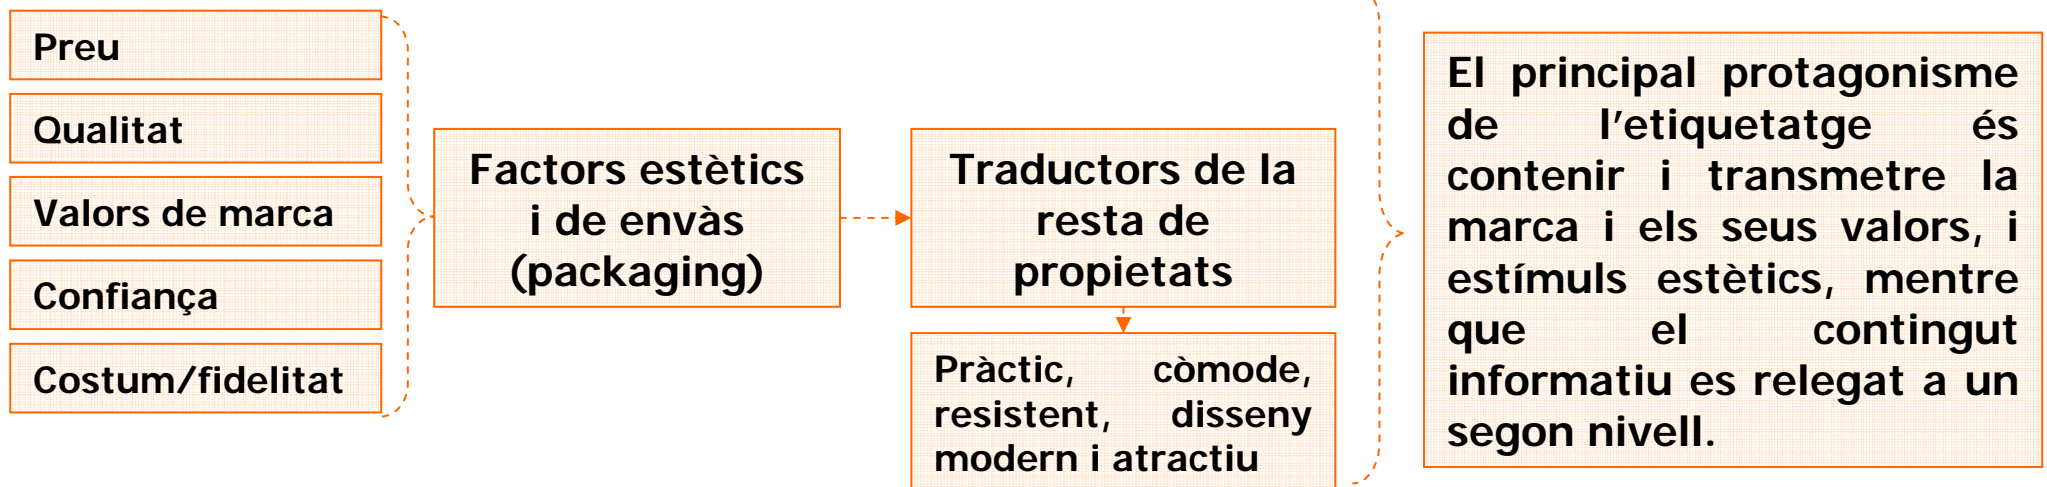 Preu
Qualitat
Valors de marca
Confiança
Costum/fidelitat
Factors estètics
i de envàs
(packaging)
Traductors de la
resta de
propietats
Pràctic, còmode,
resistent, disseny
modern i atractiu
El principal protagonisme
de l'etiquetatge és
contenir i transmetre la
marca i els seus valors, i
estímuls estètics, mentre
que el contingut
informatiu es relegat a un
segon nivell.